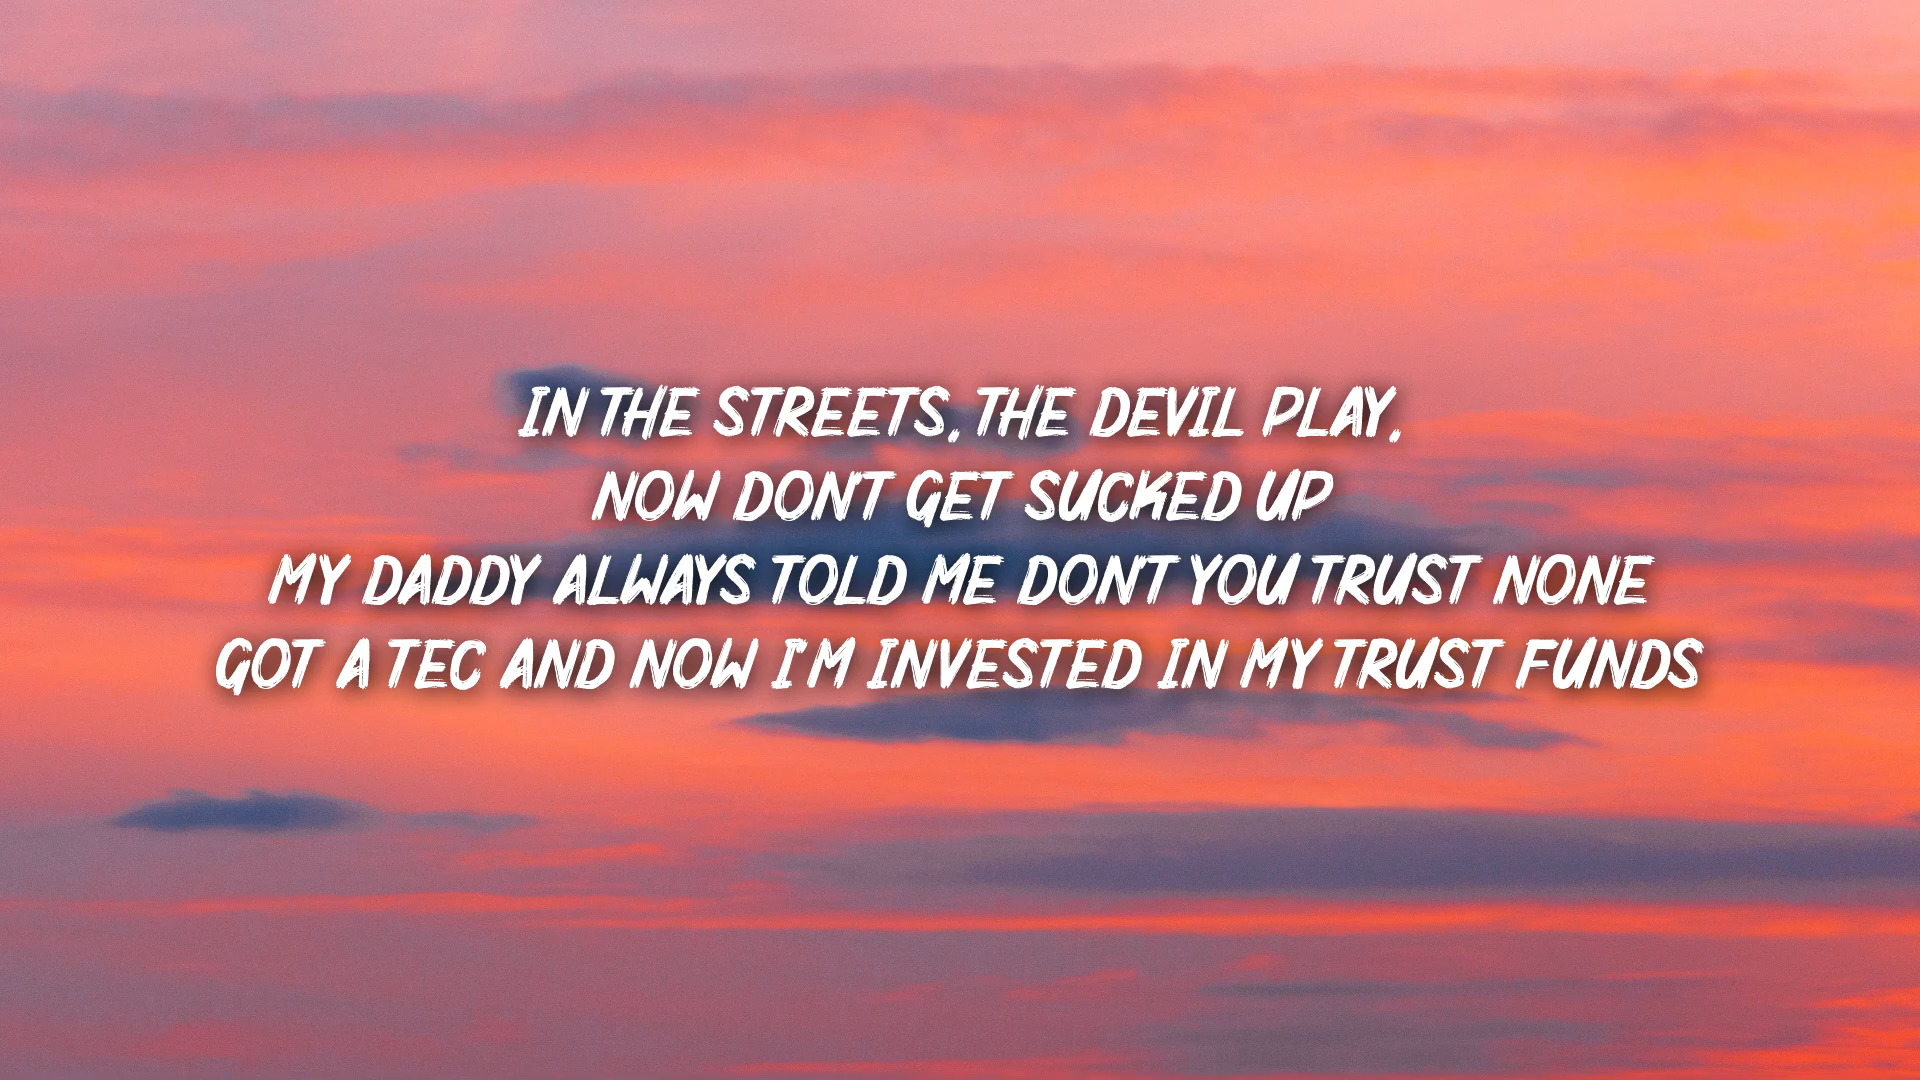 IN THE STREETS, THE DEVIL PLAY,
NOW DONT GET SUCKED UP
MY DADDY ALWAYS TOLD ME DONT YOU TRUST NONE
GOT A TEC AND NOW I'M INVESTED IN MY TRUST FUNDS